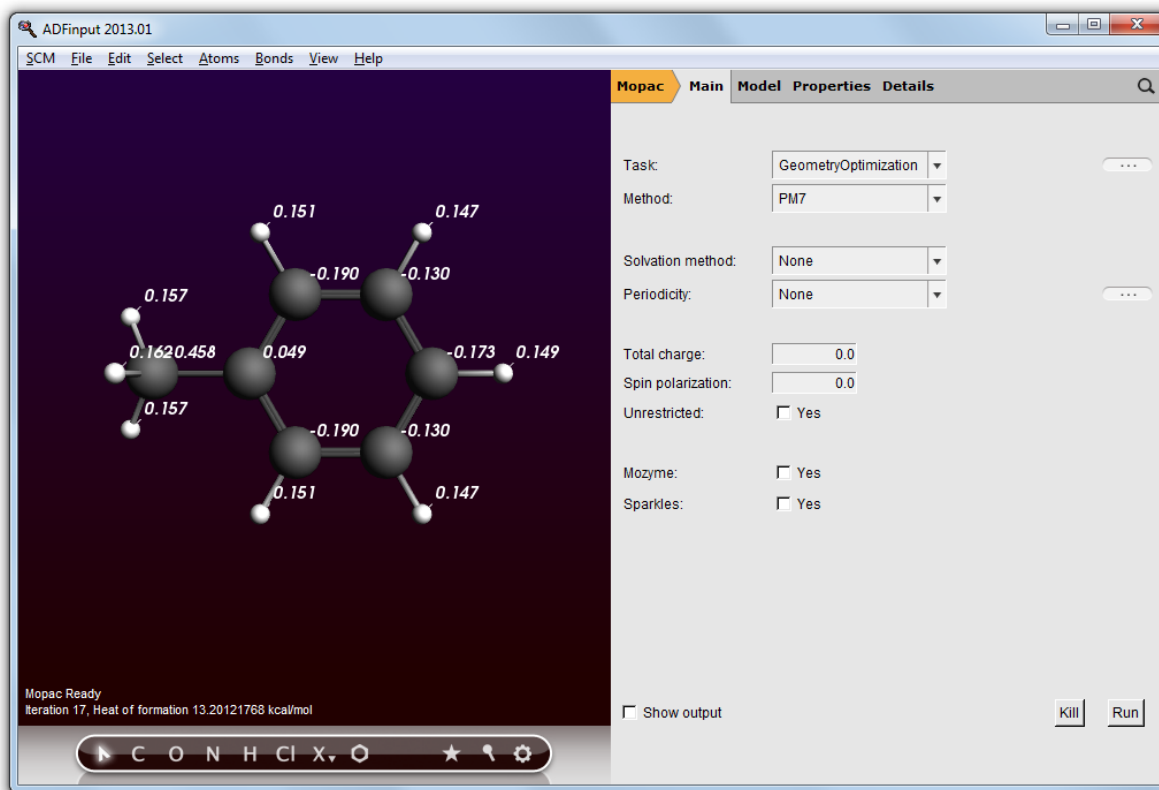 ADFinput 2013.01
SCM File Edit Select Atoms Bonds View Help
Mopac Main Model Properties Details
Task: GeometryOptimization ...
Method: PM7
Solvation method: None
Periodicity: None ...
Total charge: 0.0
Spin polarization: 0.0
Unrestricted: Yes
Mozyme: Yes
Sparkles: Yes
0.151 0.147
-0.190 -0.130
0.157
0.162 0.458 0.049 -0.173 0.149
0.157
-0.190 -0.130
0.151 0.147
Mopac Ready
Iteration 17, Heat of formation 13.20121768 kcal/mol
Show output Kill Run
C O N H Cl X